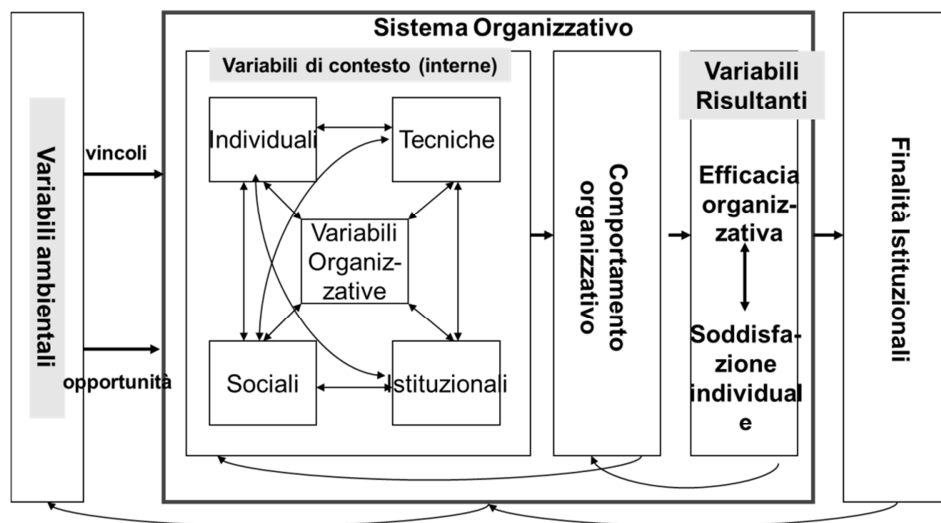 Sistema Organizzativo
Variabili di contesto (interne)
Variabili
Risultanti
Variabili ambientali
vincoli
opportunità
Individuali
Tecniche
Variabili
Organiz-
zative
Sociali
Istituzionali
Comportamento
organizzativo
Efficacia
organiz-
zativa
Soddisfa-
zione
individual
e
Finalità Istituzionali